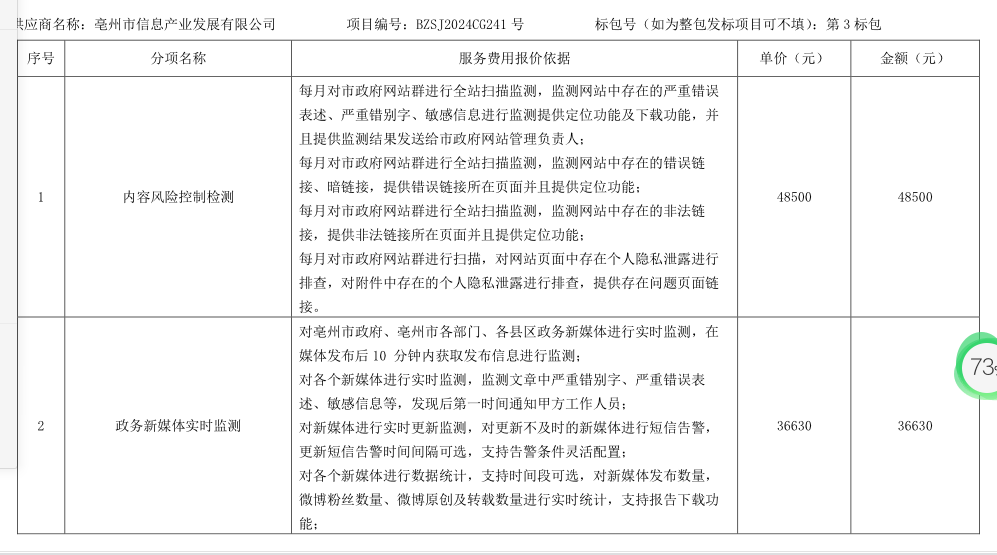 供应商名称：亳州市信息产业发展有限公司 项目编号：BZSJ2024CG241 号 标包号（如为整包发标项目可不填）：第 3 标包
序号 分项名称 服务费用报价依据 单价（元） 金额（元）
每月对市政府网站群进行全站扫描监测，监测网站中存在的严重错误
表述、严重错别字、敏感信息进行监测提供定位功能及下载功能，并
且提供监测结果发送给市政府网站管理负责人；
每月对市政府网站群进行全站扫描监测，监测网站中存在的错误链
接、暗链接，提供错误链接所在页面并且提供定位功能；
1 内容风险控制检测 48500 48500
每月对市政府网站群进行全站扫描监测，监测网站中存在的非法链
接，提供非法链接所在页面并且提供定位功能；
每月对市政府网站群进行扫描，对网站页面中存在个人隐私泄露进行
排查，对附件中存在的个人隐私泄露进行排查，提供存在问题页面链
接。
对亳州市政府、亳州市各部门、各县区政务新媒体进行实时监测，在
媒体发布后 10 分钟内获取发布信息进行监测；
对各个新媒体进行实时监测，监测文章中严重错别字、严重错误表
述、敏感信息等，发现后第一时间通知甲方工作人员；
2 政务新媒体实时监测 36630 36630
对新媒体进行实时更新监测，对更新不及时的新媒体进行短信告警，
更新短信告警时间间隔可选，支持告警条件灵活配置；
对各个新媒体进行数据统计，支持时间段可选，对新媒体发布数量，
微博粉丝数量、微博原创及转载数量进行实时统计，支持报告下载功
能；
73%